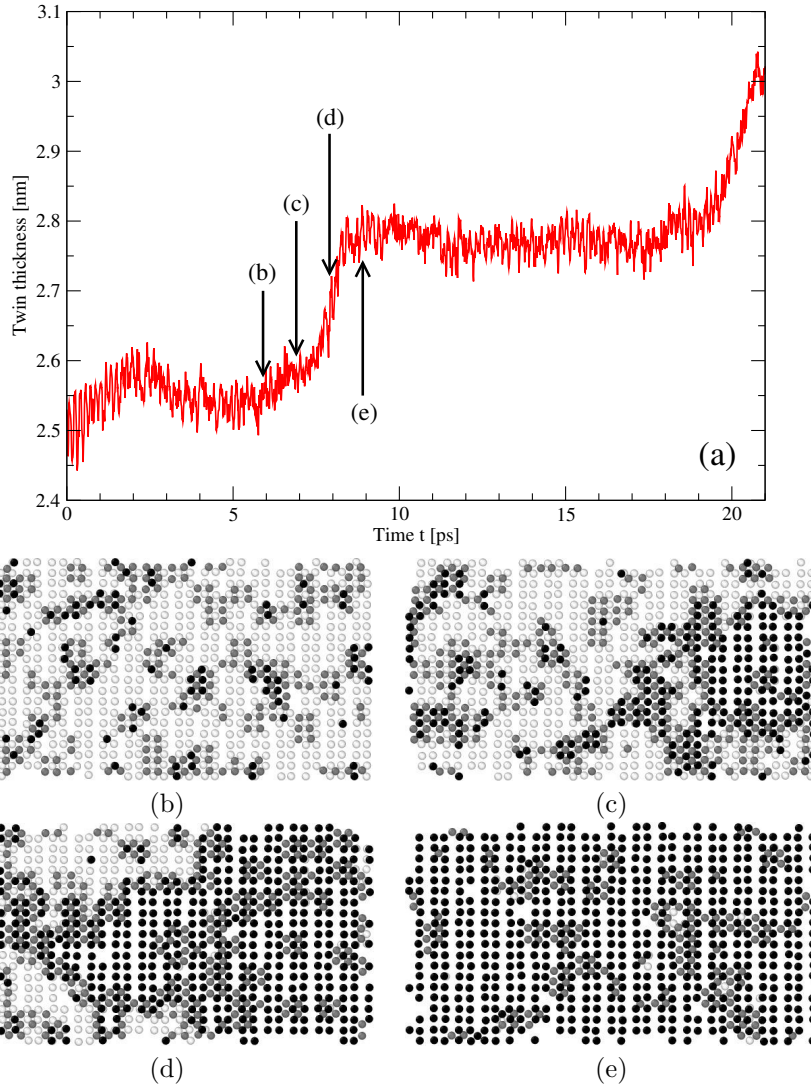 3.1
3
2.9
2.8
2.7
2.6
2.5
2.4
Twin thickness [nm]
(d)
(c)
(b)
(e)
(a)
0 5 10 15 20
Time t [ps]
(b) (c)
(d) (e)